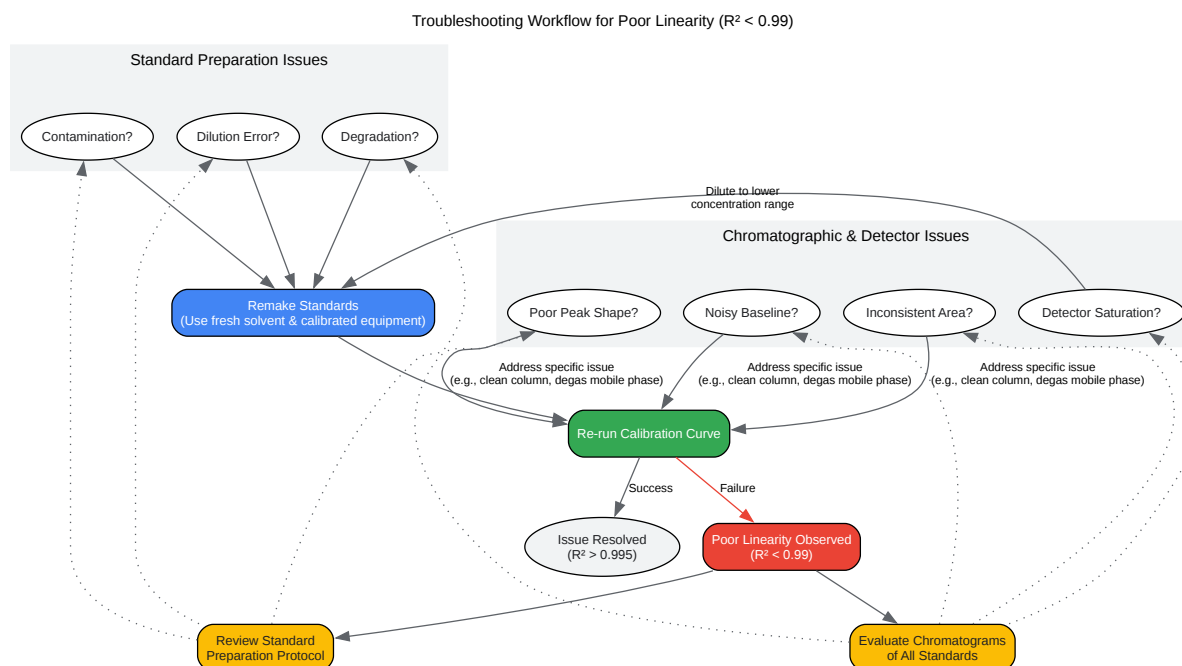 Troubleshooting Workflow for Poor Linearity (R² < 0.99)
Standard Preparation Issues
Contamination?
Dilution Error?
Degradation?
Dilute to lower
concentration range
Chromatographic & Detector Issues
Remake Standards
(Use fresh solvent & calibrated equipment)
Poor Peak Shape?
Noisy Baseline?
Inconsistent Area?
Detector Saturation?
Address specific issue
(e.g., clean column, degas mobile phase)
Address specific issue
(e.g., clean column, degas mobile phase)
Address specific issue
(e.g., clean column, degas mobile phase)
Re-run Calibration Curve
Success
Failure
Issue Resolved
(R² > 0.995)
Poor Linearity Observed
(R² < 0.99)
Review Standard
Preparation Protocol
Evaluate Chromatograms
of All Standards